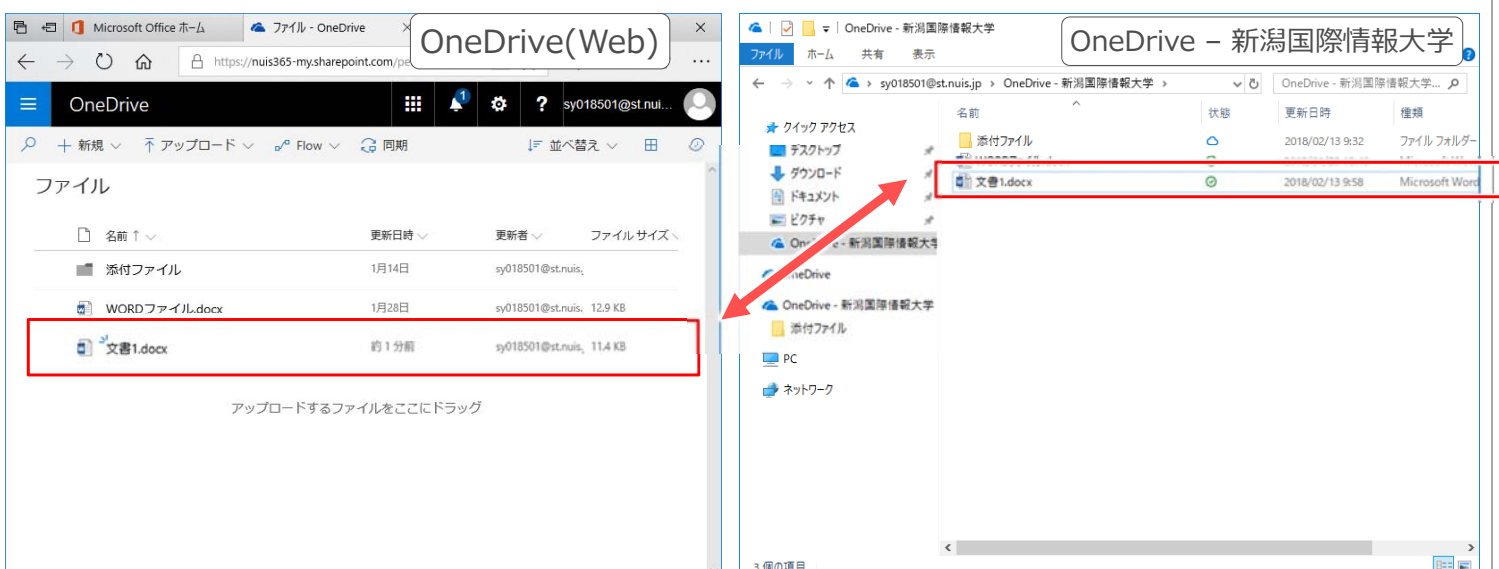 Microsoft Office ホーム
ファイル - OneDrive
OneDrive(Web)
https://nuis365-my.sharepoint.com/pe
OneDrive
1
?
sy018501@st.nui...
新規
アップロード
Flow
同期
並べ替え
ファイル
名前 更新日時 更新者 ファイル サイズ
添付ファイル 1月14日 sy018501@st.nuis.
WORDファイル.docx 1月28日 sy018501@st.nuis. 12.9 KB
文書1.docx 約 1 分前 sy018501@st.nuis. 11.4 KB
アップロードするファイルをここにドラッグ
OneDrive - 新潟国際情報大学
OneDrive – 新潟国際情報大学
ファイル ホーム 共有 表示
sy018501@st.nuis.jp › OneDrive - 新潟国際情報大学 ›
OneDrive - 新潟国際情報大学...
名前 状態 更新日時 種類
添付ファイル 2018/02/13 9:32 ファイル フォルダー
文書1.docx 2018/02/13 9:58 Microsoft Word
クイック アクセス
デスクトップ
ダウンロード
ドキュメント
ピクチャ
新潟国際情報大学
OneDrive - 新潟国際情報大学
添付ファイル
PC
ネットワーク
3 個の項目